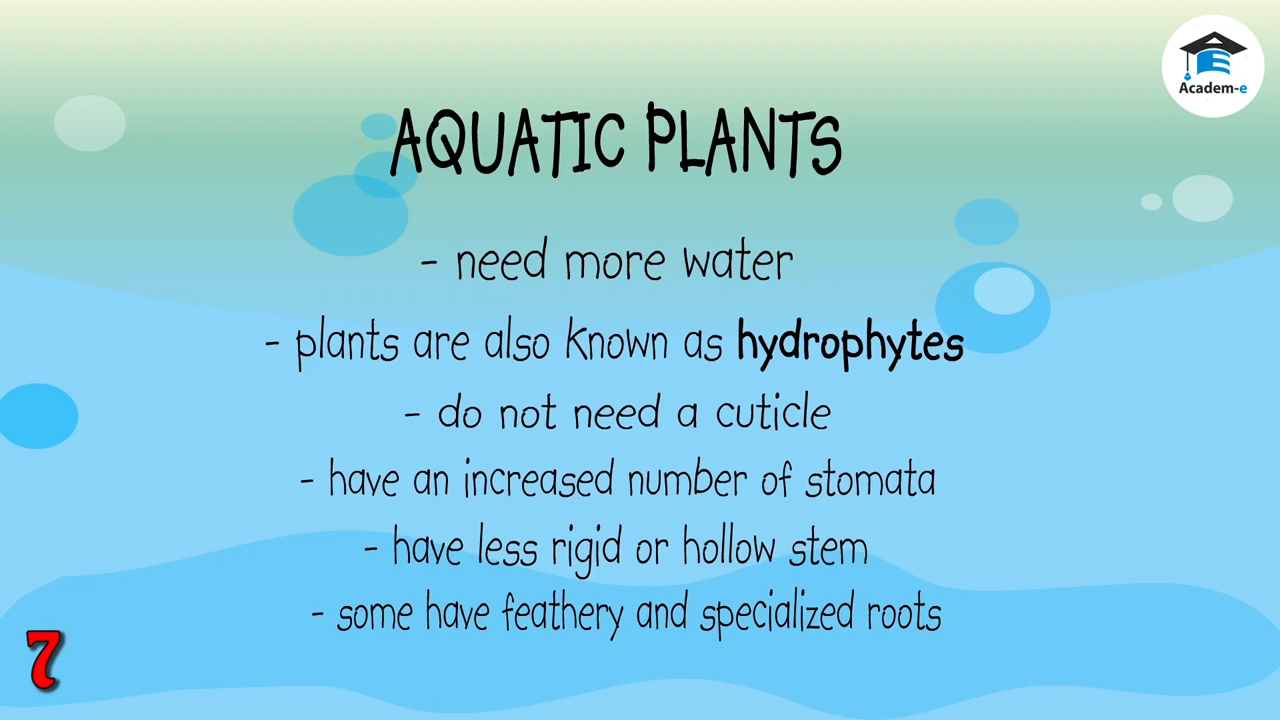 Academ-e
AQUATIC PLANTS
- need more water
- plants are also known as hydrophytes
- do not need a cuticle
- have an increased number of stomata
- have less rigid or hollow stem
- some have feathery and specialized roots
7